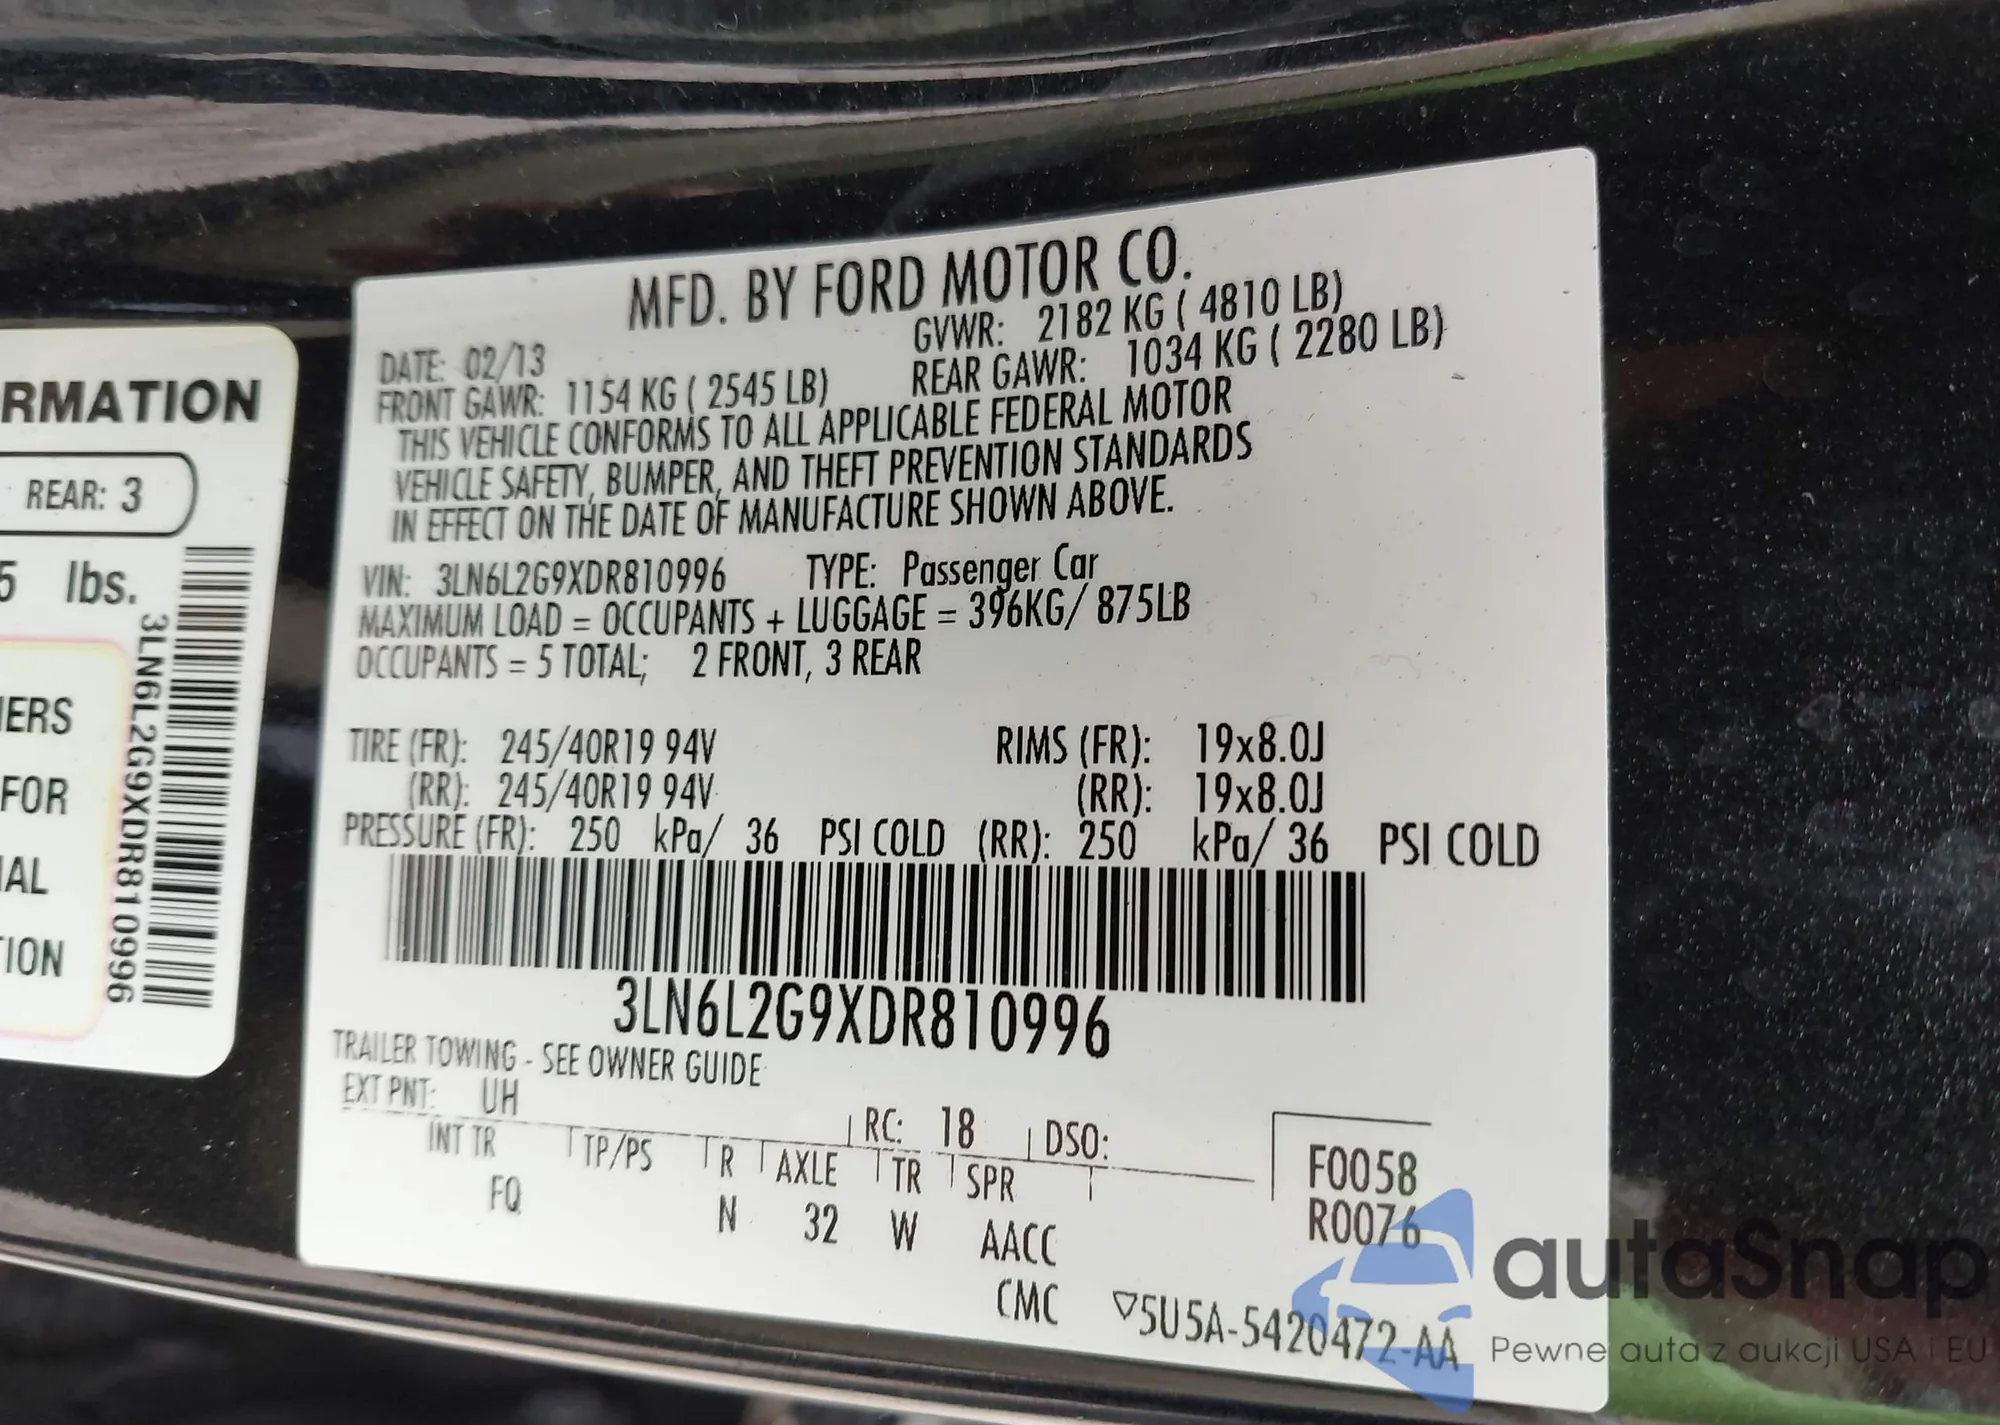 RMATION
REAR: 3
5 lbs.
3LN6L2G9XDR810996
IERS
FOR
IAL
TION
MFD. BY FORD MOTOR CO.
DATE: 02/13 GVWR: 2182 KG ( 4810 LB)
FRONT GAWR: 1154 KG ( 2545 LB) REAR GAWR: 1034 KG ( 2280 LB)
THIS VEHICLE CONFORMS TO ALL APPLICABLE FEDERAL MOTOR
VEHICLE SAFETY, BUMPER, AND THEFT PREVENTION STANDARDS
IN EFFECT ON THE DATE OF MANUFACTURE SHOWN ABOVE.
VIN: 3LN6L2G9XDR810996 TYPE: Passenger Car
MAXIMUM LOAD = OCCUPANTS + LUGGAGE = 396KG/ 875LB
OCCUPANTS = 5 TOTAL; 2 FRONT, 3 REAR
TIRE (FR): 245/40R19 94V RIMS (FR): 19x8.0J
(RR): 245/40R19 94V (RR): 19x8.0J
PRESSURE (FR): 250 kPa/ 36 PSI COLD (RR): 250 kPa/ 36 PSI COLD
3LN6L2G9XDR810996
TRAILER TOWING - SEE OWNER GUIDE
EXT PNT: UH RC: 18 DSO:
INT TR TP/PS R AXLE TR SPR F0058
FQ N 32 W AACC R0076
CMC ▽5U5A-5420472-AA
autaSnap
Pewne auta z aukcji USA i EU